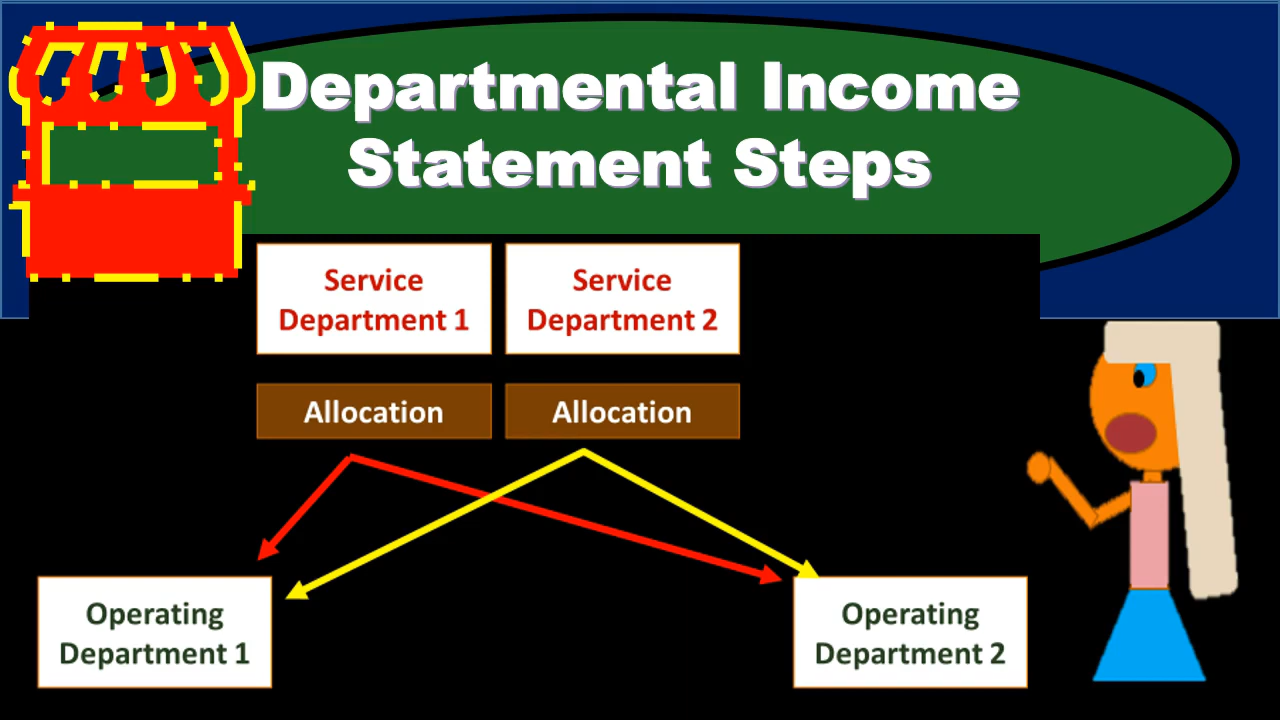 Departmental Income
Statement Steps
Service
Department 1
Service
Department 2
Allocation
Allocation
Operating
Department 1
Operating
Department 2